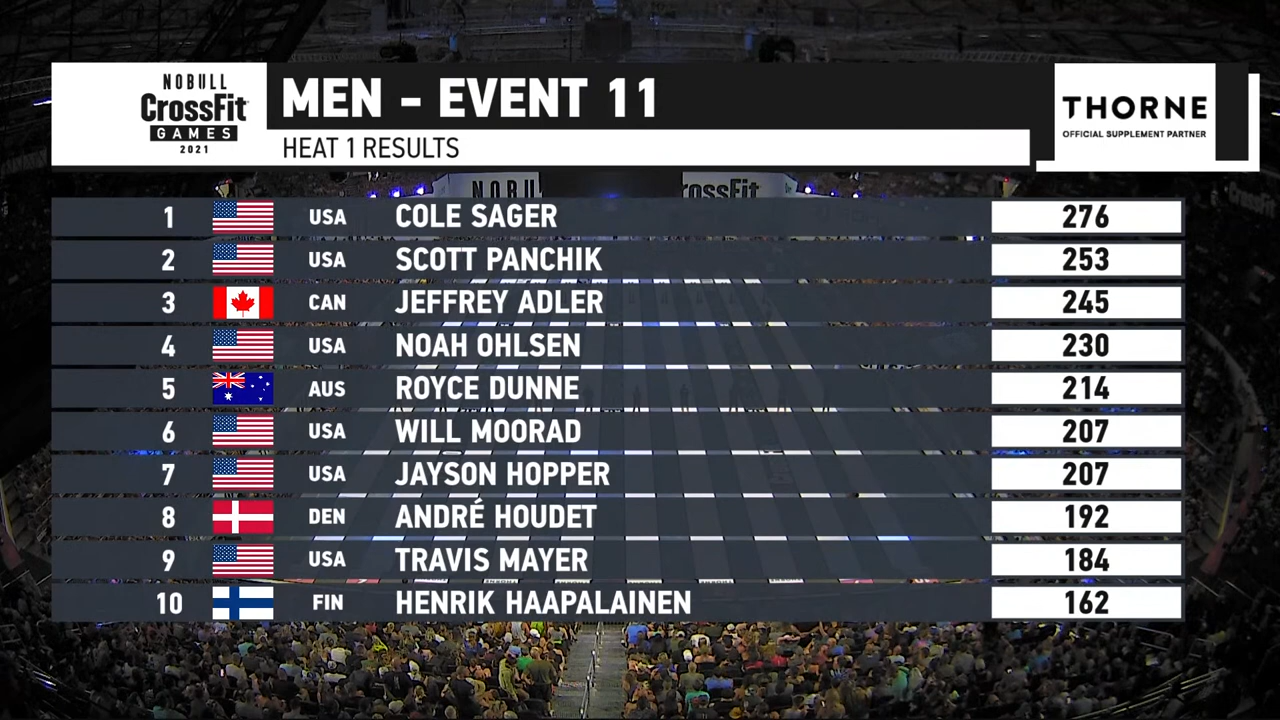 NOBULL
CrossFit
GAMES
2021
MEN - EVENT 11
HEAT 1 RESULTS
THORNE
OFFICIAL SUPPLEMENT PARTNER
NOBU
rossFit
1 USA COLE SAGER 276
2 USA SCOTT PANCHIK 253
3 CAN JEFFREY ADLER 245
4 USA NOAH OHLSEN 230
5 AUS ROYCE DUNNE 214
6 USA WILL MOORAD 207
7 USA JAYSON HOPPER 207
8 DEN ANDRÉ HOUDET 192
9 USA TRAVIS MAYER 184
10 FIN HENRIK HAAPALAINEN 162